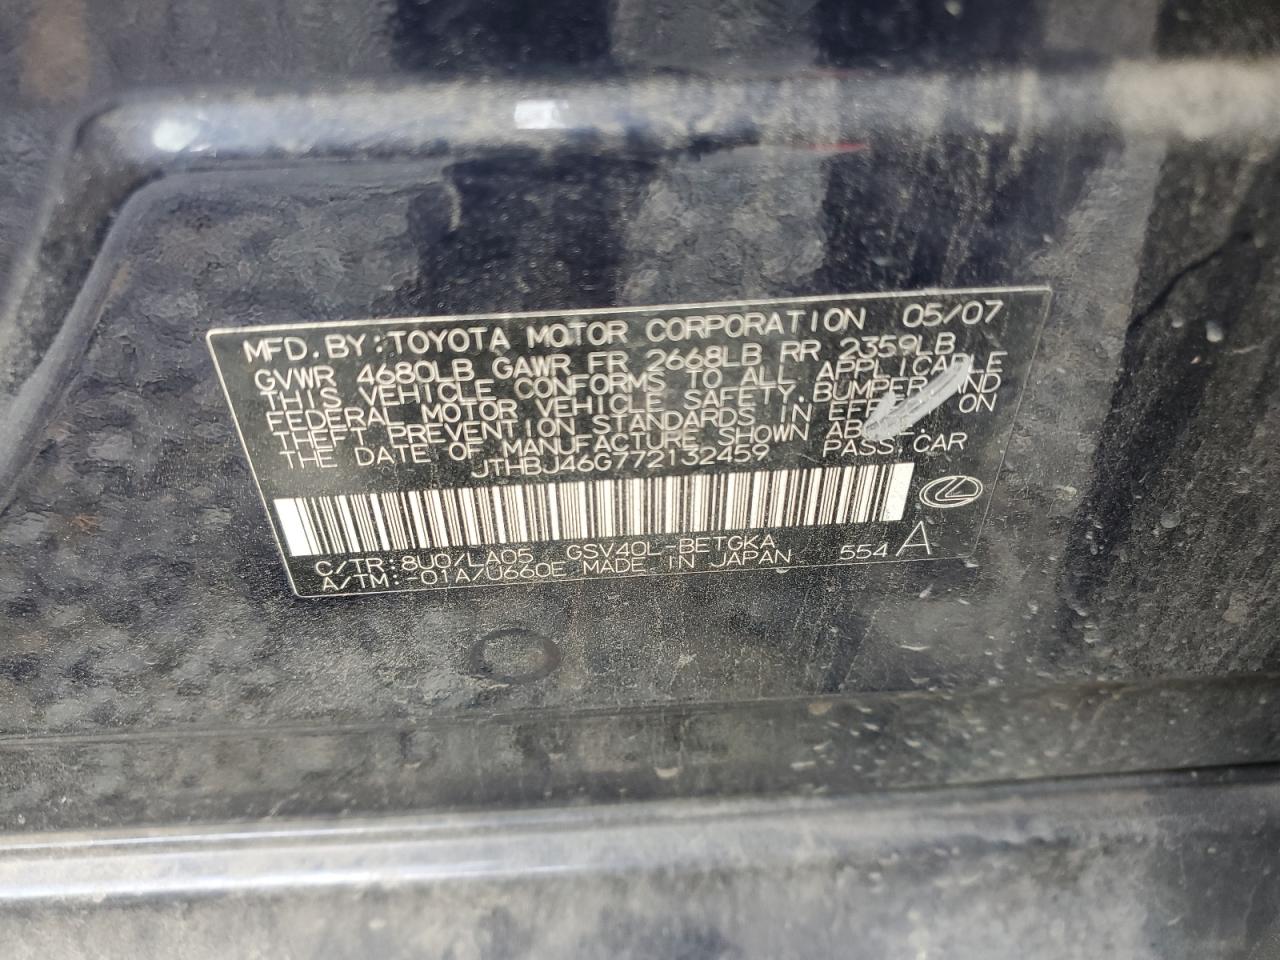 MFD.BY:TOYOTA MOTOR CORPORATION 05/07
GVWR 4680LB GAWR FR 2668LB RR 2359LB
THIS VEHICLE CONFORMS TO ALL APPLICABLE
FEDERAL MOTOR VEHICLE SAFETY.BUMPER AND
THEFT PREVENTION STANDARDS IN EFFECT ON
THE DATE OF MANUFACTURE SHOWN ABOVE.
JTHBJ46G772132459 PASS.CAR
C/TR:8U0/LA05 GSV40L-BETGKA
A/TM:-01A/U660E MADE IN JAPAN 554 A